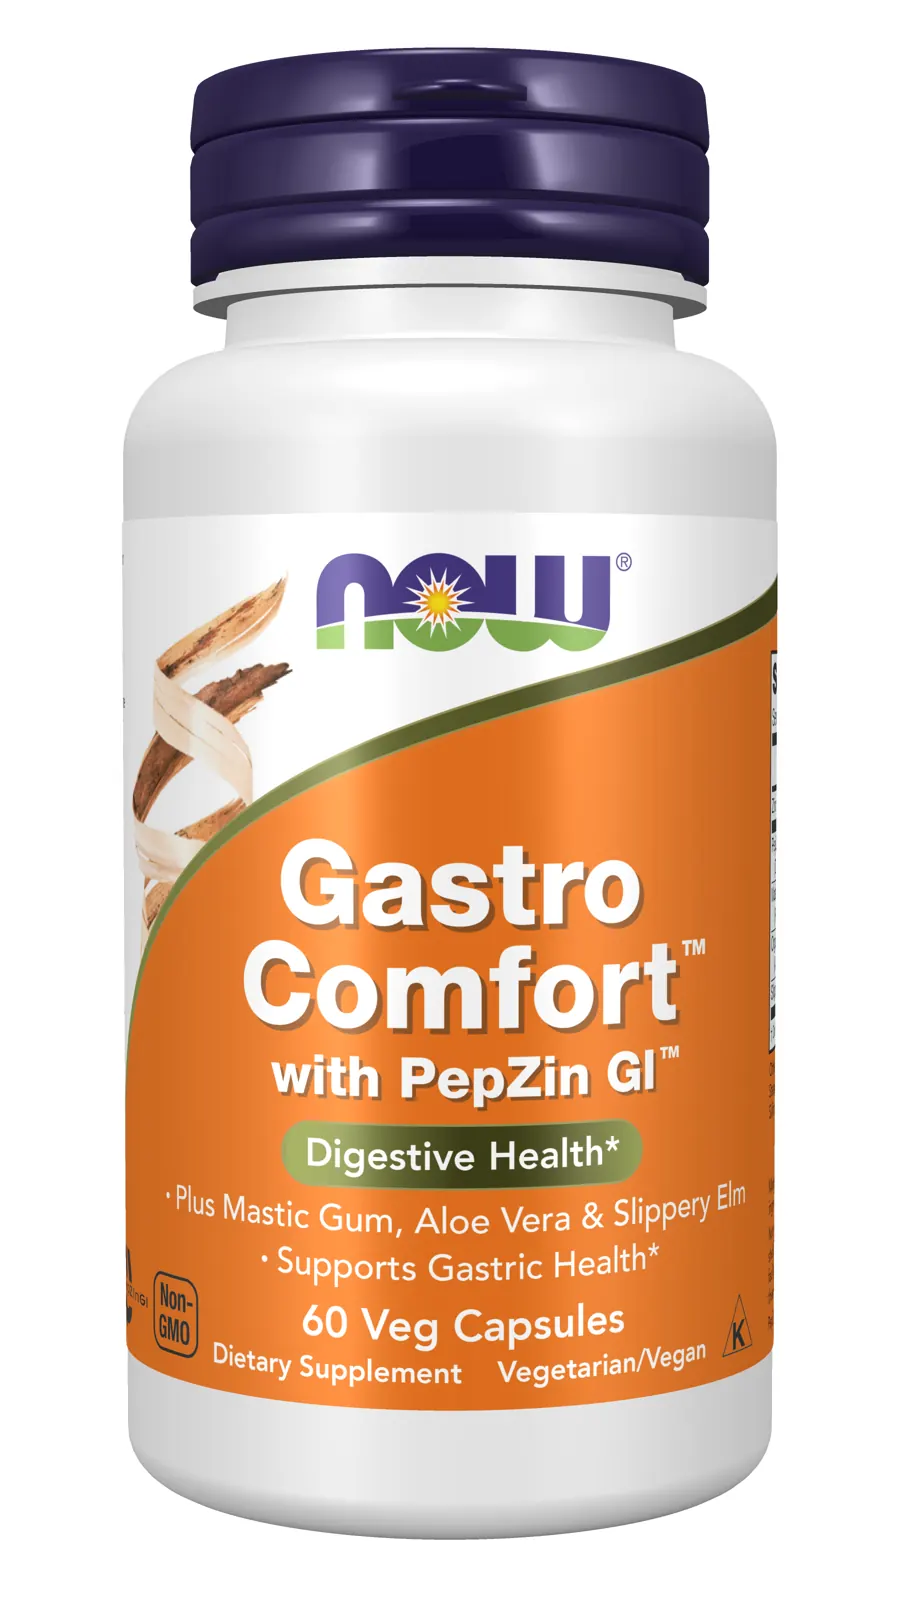 now®
Gastro
Comfort™
with PepZin GI™
Digestive Health*
• Plus Mastic Gum, Aloe Vera & Slippery Elm
• Supports Gastric Health*
60 Veg Capsules
Non-
GMO
K
Dietary Supplement Vegetarian/Vegan